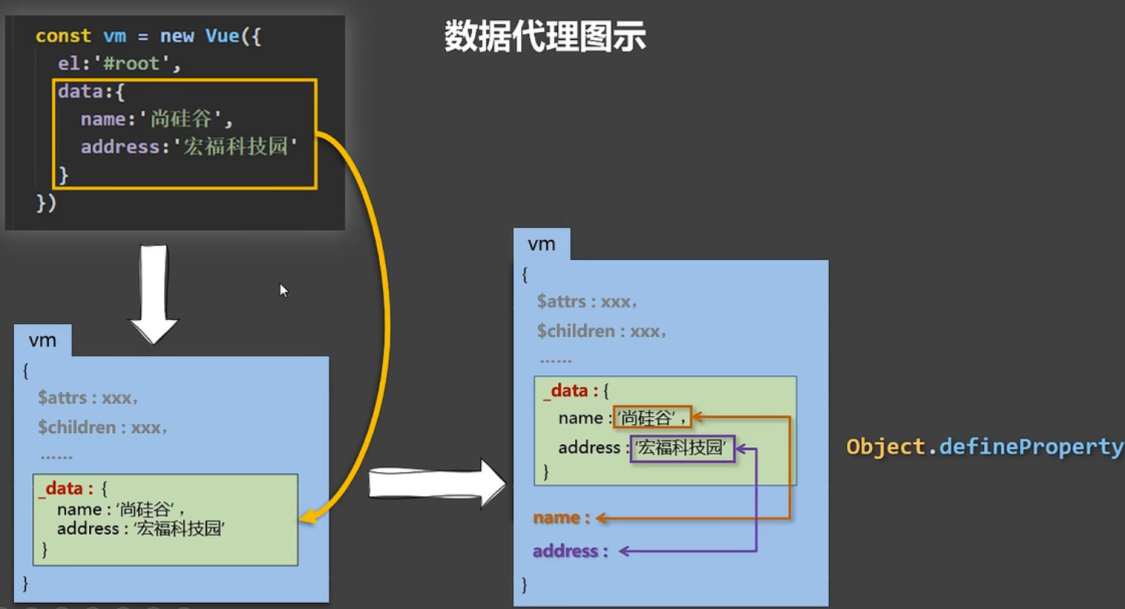 数据代理图示
const vm = new Vue({
el:'#root',
data:{
name:'尚硅谷',
address:'宏福科技园'
}
})
vm
{
$attrs : xxx,
$children : xxx,
……
_data : {
name : '尚硅谷' ,
address : '宏福科技园'
}
}
vm
{
$attrs : xxx,
$children : xxx,
……
_data : {
name : '尚硅谷' ,
address : '宏福科技园'
}
name :
address :
}
Object.defineProperty